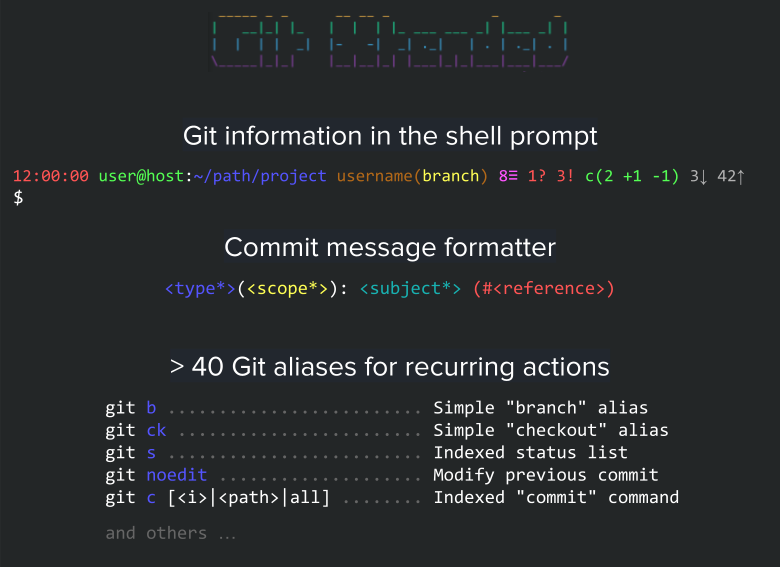 Git Xtended
Git information in the shell prompt
12:00:00 user@host:~/path/project username(branch) 8≡ 1? 3! c(2 +1 -1) 3↓ 42↑
$
Commit message formatter
<type*>(<scope*>): <subject*> (#<reference>)
> 40 Git aliases for recurring actions
git b ......................... Simple "branch" alias
git ck ........................ Simple "checkout" alias
git s ......................... Indexed status list
git noedit .................... Modify previous commit
git c [<i>|<path>|all] ........ Indexed "commit" command
and others ...